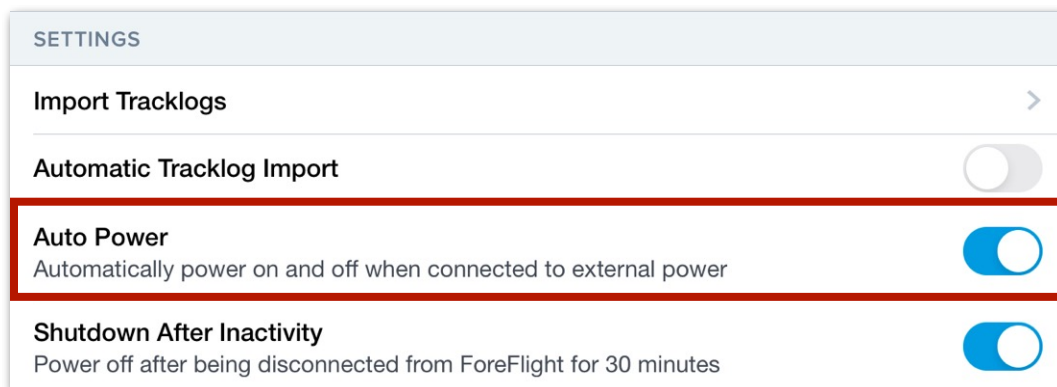 SETTINGS
Import Tracklogs
Automatic Tracklog Import
Auto Power
Automatically power on and off when connected to external power
Shutdown After Inactivity
Power off after being disconnected from ForeFlight for 30 minutes